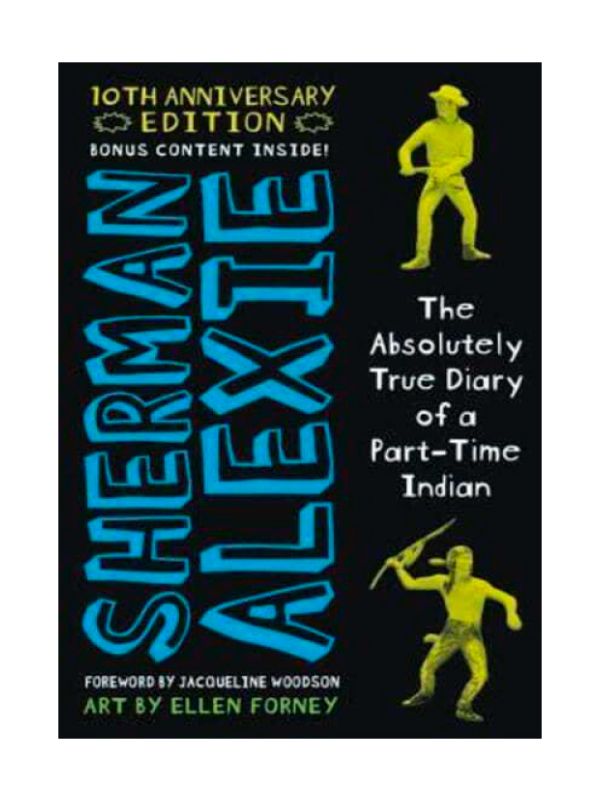 10TH ANNIVERSARY
EDITION
BONUS CONTENT INSIDE!
SHERMAN
ALEXIE
The
Absolutely
True Diary
of a
Part-Time
Indian
FOREWORD BY JACQUELINE WOODSON
ART BY ELLEN FORNEY